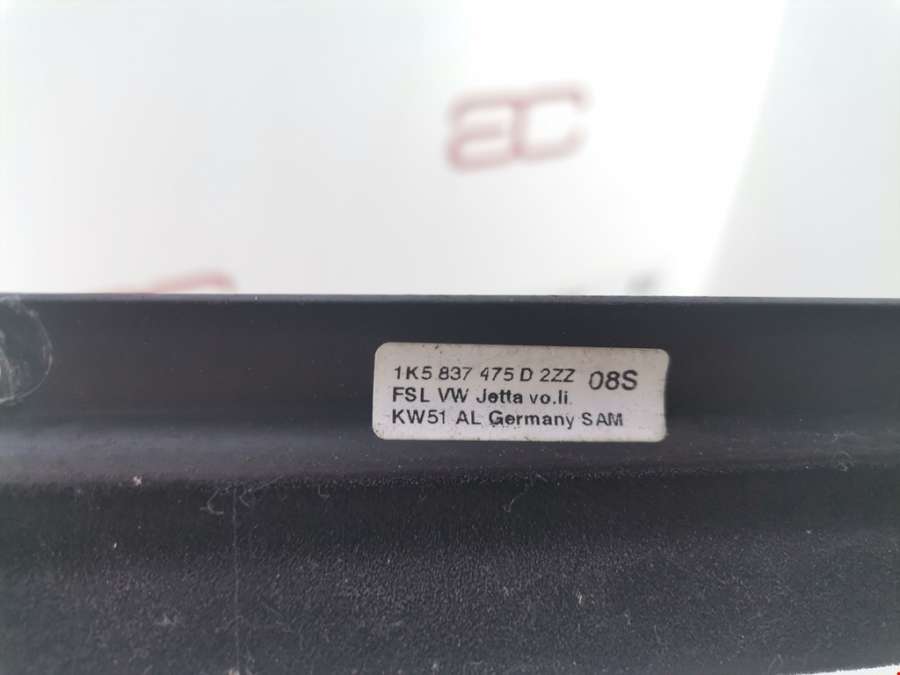 1K5 837 475 D 2ZZ 08S
FSL VW Jetta vo.li.
KW51 AL Germany SAM